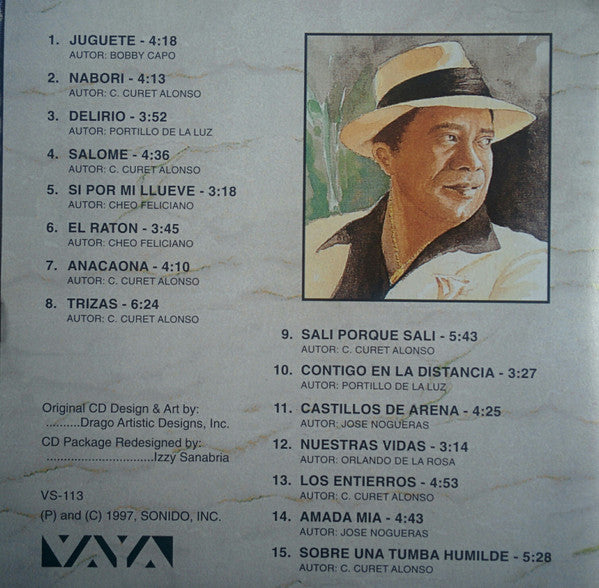 1. JUGUETE - 4:18
AUTOR: BOBBY CAPO
2. NABORI - 4:13
AUTOR: C. CURET ALONSO
3. DELIRIO - 3:52
AUTOR: PORTILLO DE LA LUZ
4. SALOME - 4:36
AUTOR: C. CURET ALONSO
5. SI POR MI LLUEVE - 3:18
AUTOR: CHEO FELICIANO
6. EL RATON - 3:45
AUTOR: CHEO FELICIANO
7. ANACAONA - 4:10
AUTOR: C. CURET ALONSO
8. TRIZAS - 6:24
AUTOR: C. CURET ALONSO
9. SALI PORQUE SALI - 5:43
AUTOR: C. CURET ALONSO
10. CONTIGO EN LA DISTANCIA - 3:27
AUTOR: PORTILLO DE LA LUZ
11. CASTILLOS DE ARENA - 4:25
AUTOR: JOSE NOGUERAS
12. NUESTRAS VIDAS - 3:14
AUTOR: ORLANDO DE LA ROSA
13. LOS ENTIERROS - 4:53
AUTOR: C. CURET ALONSO
14. AMADA MIA - 4:43
AUTOR: JOSE NOGUERAS
15. SOBRE UNA TUMBA HUMILDE - 5:28
AUTOR: C. CURET ALONSO
Original CD Design & Art by:
..........Drago Artistic Designs, Inc.
CD Package Redesigned by:
................................Izzy Sanabria
VS-113
(P) and (C) 1997, SONIDO, INC.
VAYA